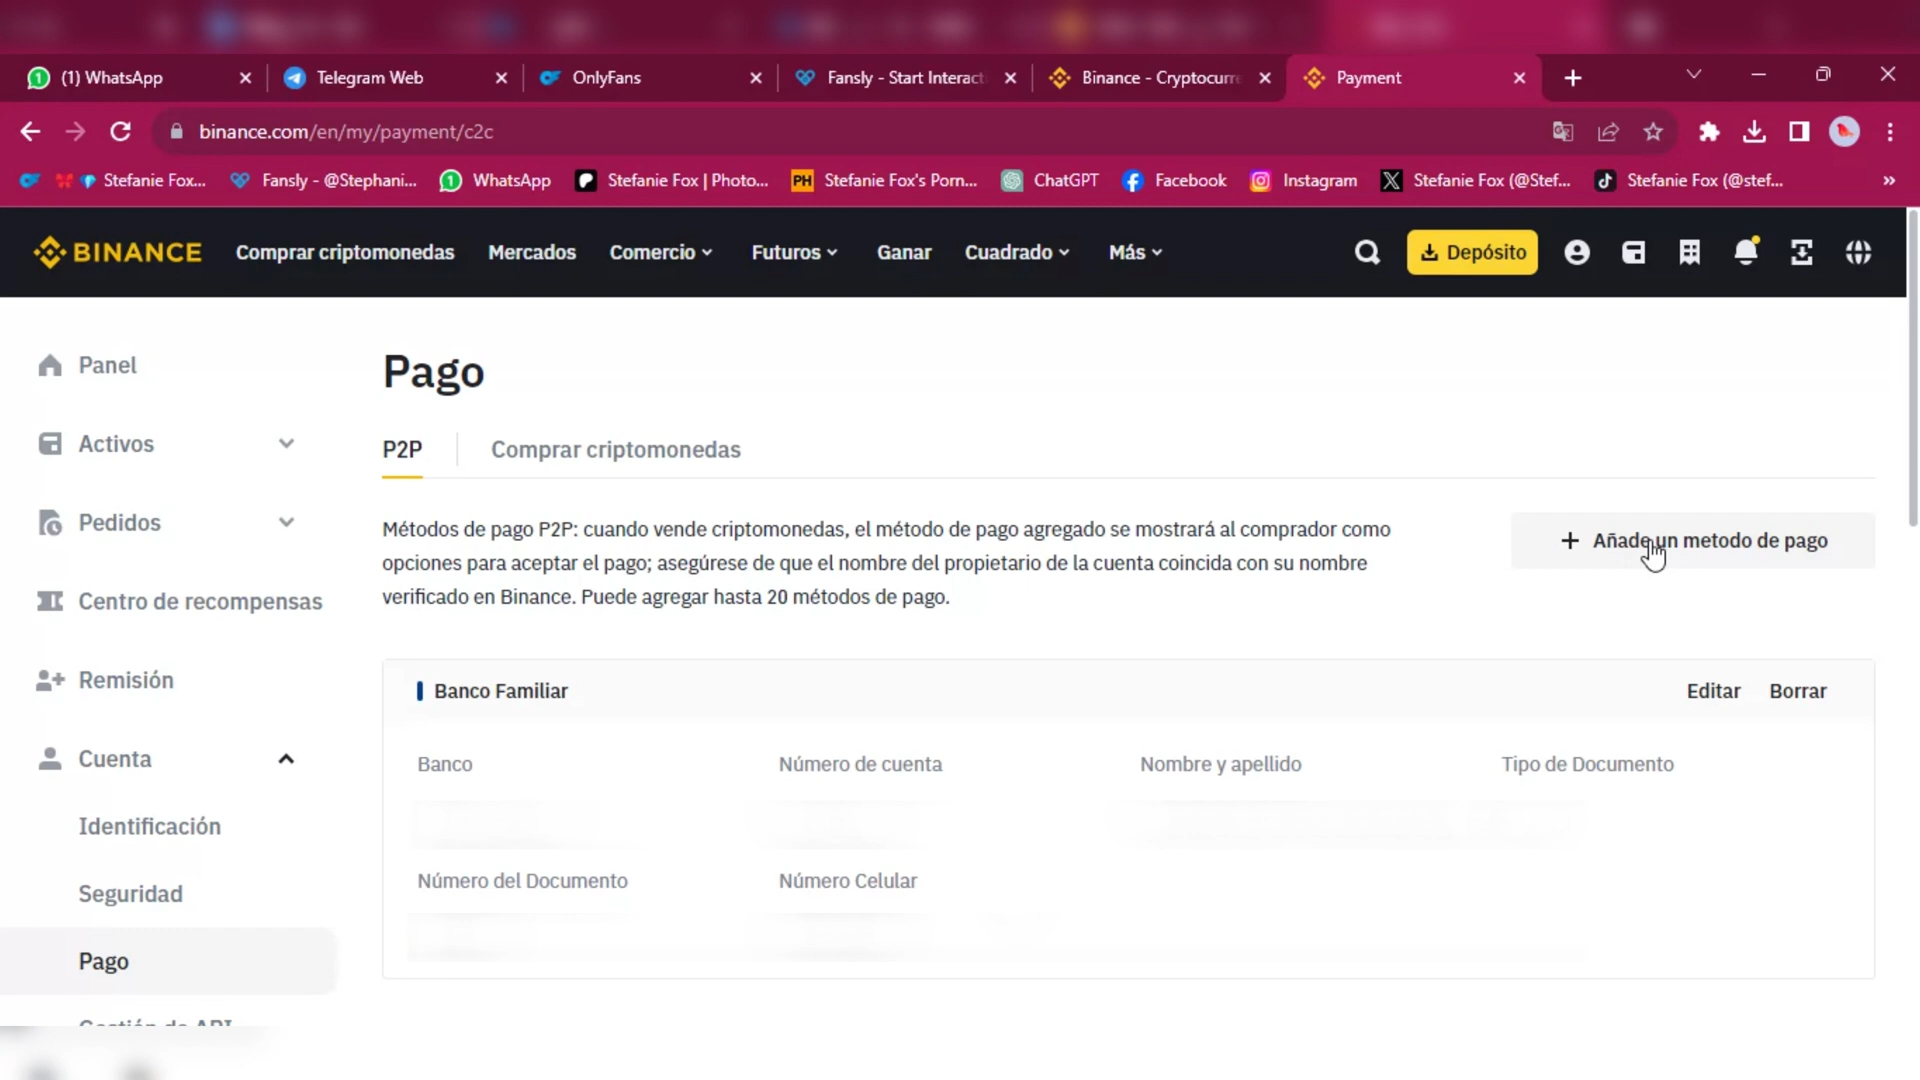 (1) WhatsApp
Telegram Web
OnlyFans
Fansly - Start Interact
Binance - Cryptocurre
Payment
binance.com/en/my/payment/c2c
Stefanie Fox...
Fansly - @Stephani...
WhatsApp
Stefanie Fox | Photo...
PH Stefanie Fox's Porn...
ChatGPT
Facebook
Instagram
Stefanie Fox (@Stef...
Stefanie Fox (@stef...
BINANCE
Comprar criptomonedas
Mercados
Comercio
Futuros
Ganar
Cuadrado
Más
Depósito
Panel
Activos
Pedidos
Centro de recompensas
Remisión
Cuenta
Identificación
Seguridad
Pago
Gestión de API
Pago
P2P
Comprar criptomonedas
Métodos de pago P2P: cuando vende criptomonedas, el método de pago agregado se mostrará al comprador como
opciones para aceptar el pago; asegúrese de que el nombre del propietario de la cuenta coincida con su nombre
verificado en Binance. Puede agregar hasta 20 métodos de pago.
+ Añade un metodo de pago
Banco Familiar
Editar
Borrar
Banco
Número de cuenta
Nombre y apellido
Tipo de Documento
Número del Documento
Número Celular